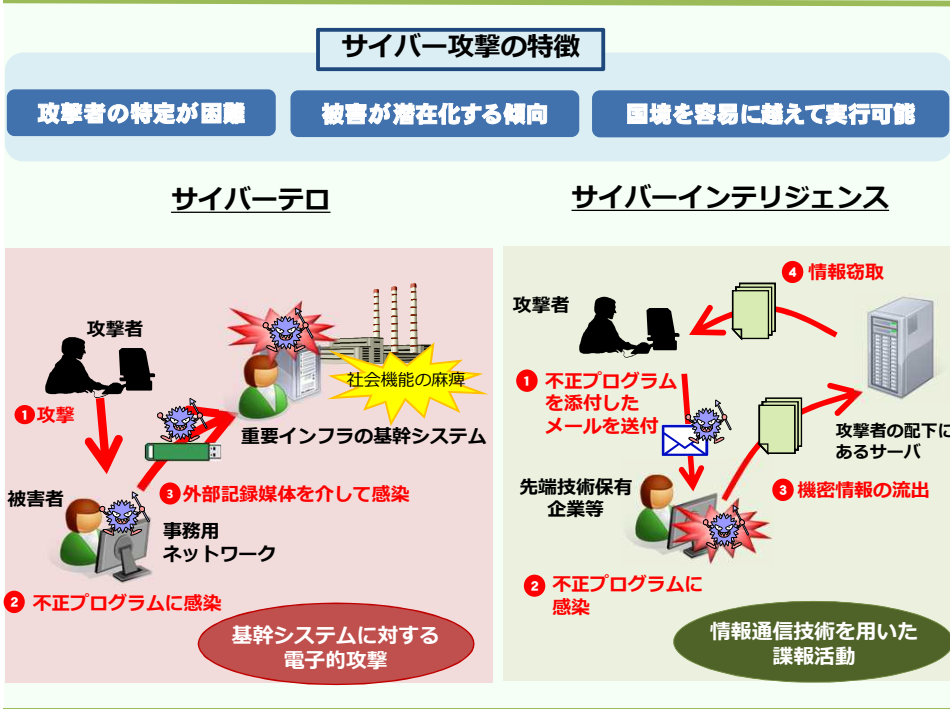 サイバー攻撃の特徴
攻撃者の特定が困難
被害が潜在化する傾向
国境を容易に越えて実行可能
サイバーテロ
攻撃者
❶攻撃
社会機能の麻痺
重要インフラの基幹システム
❸外部記録媒体を介して感染
被害者
事務用
ネットワーク
❷ 不正プログラムに感染
基幹システムに対する
電子的攻撃
サイバーインテリジェンス
❹ 情報窃取
攻撃者
❶ 不正プログラム
を添付した
メールを送付
攻撃者の配下に
あるサーバ
先端技術保有
企業等
❸ 機密情報の流出
❷ 不正プログラムに
感染
情報通信技術を用いた
諜報活動